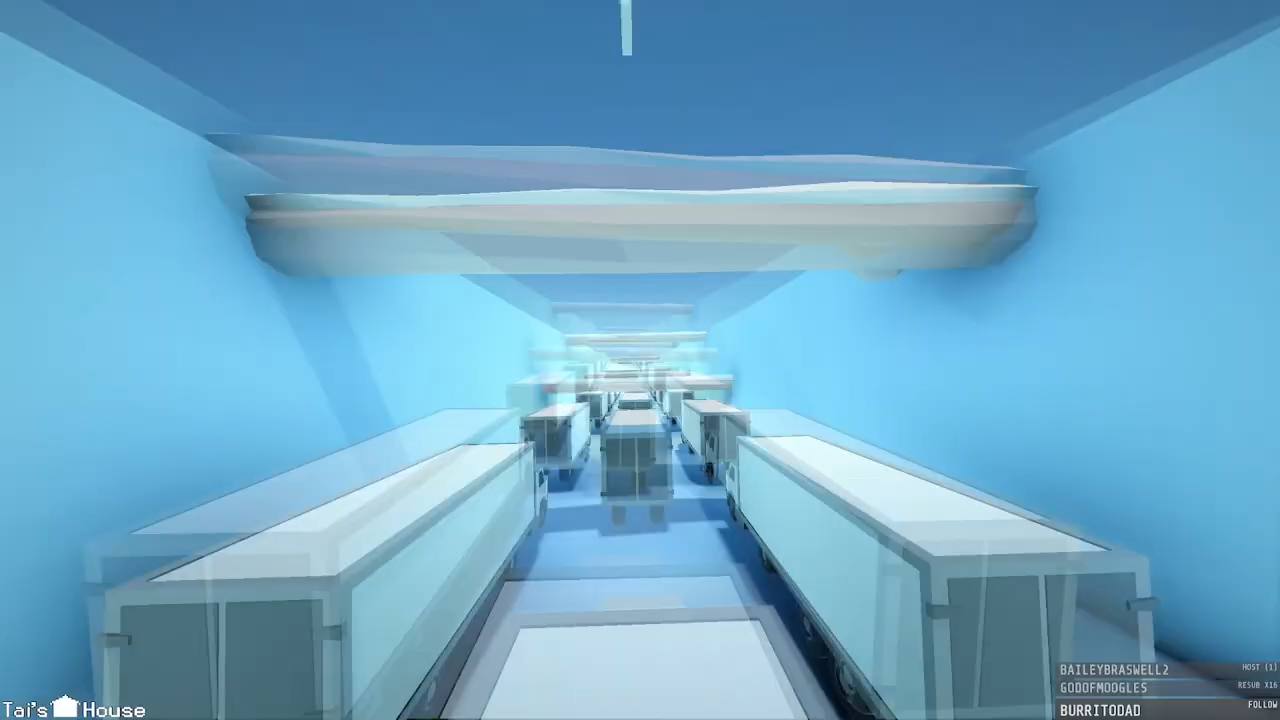 BAILEYBRASWELL2 HOST (1)
GODOFMOOGLES RESUB X16
BURRITODAD FOLLOW
Tai's House